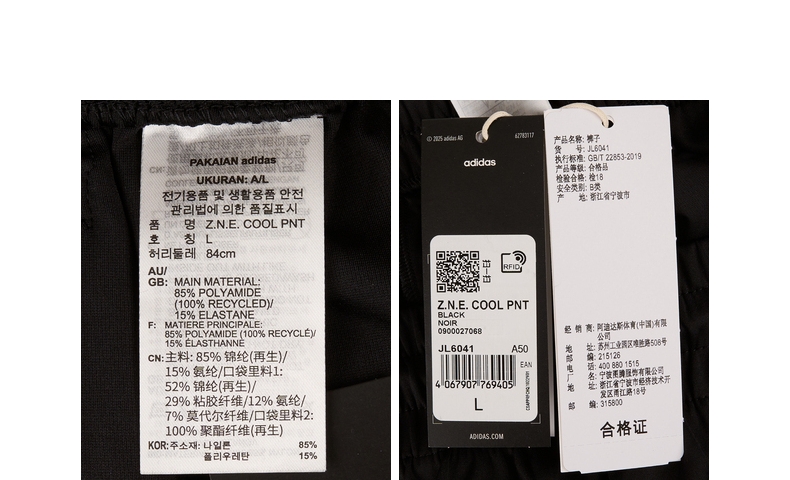 PAKAIAN adidas
UKURAN: A/L
전기용품 및 생활용품 안전
관리법에 의한 품질표시
품 명 Z.N.E. COOL PNT
호 칭 L
허리둘레 84cm
AU/
GB: MAIN MATERIAL:
85% POLYAMIDE
(100% RECYCLED)/
15% ELASTANE
F: MATIERE PRINCIPALE:
85% POLYAMIDE (100% RECYCLÉ)/
15% ÉLASTHANNE
CN: 主料: 85% 锦纶(再生)/
15% 氨纶/口袋里料1:
52% 锦纶(再生)/
29% 粘胶纤维/12% 氨纶/
7% 莫代尔纤维/口袋里料2:
100% 聚酯纤维(再生)
KOR: 주소재: 나일론 85%
폴리우레탄 15%
© 2025 adidas AG 62783117
adidas
RFID
Z.N.E. COOL PNT
BLACK
NOIR
0900027068
JL6041 A50
EAN
4 067907 769405
L
ADIDAS.COM
产品名称: 裤子
货 号: JL6041
执行标准: GB/T 22853-2019
产品等级: 合格品
检验合格: 检18
安全类别: B类
产 地: 浙江省宁波市
经 销 商: 阿迪达斯体育(中国)有限
公司
地 址: 苏州工业园区惠胜路508号
邮 编: 215126
电 话: 400 880 1515
厂 名: 宁波甬腾服饰有限公司
地 址: 浙江省宁波市经济技术开
发区甬江路18号
邮 编: 315800
合格证